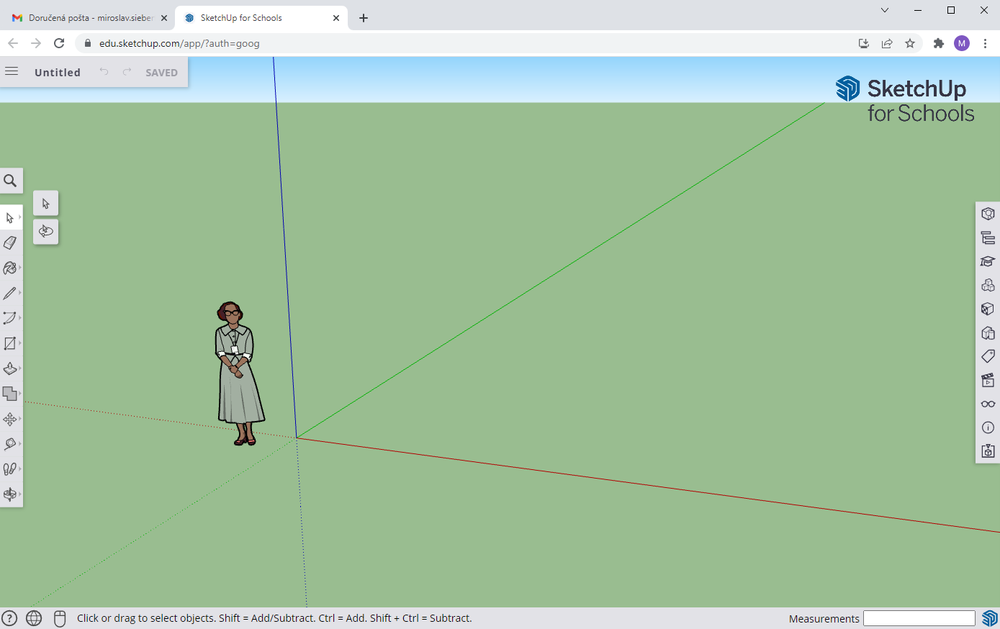 Doručená pošta - miroslav.sieber
SketchUp for Schools
edu.sketchup.com/app/?auth=goog
M
Untitled
SAVED
SketchUp
for Schools
Click or drag to select objects. Shift = Add/Subtract. Ctrl = Add. Shift + Ctrl = Subtract.
Measurements